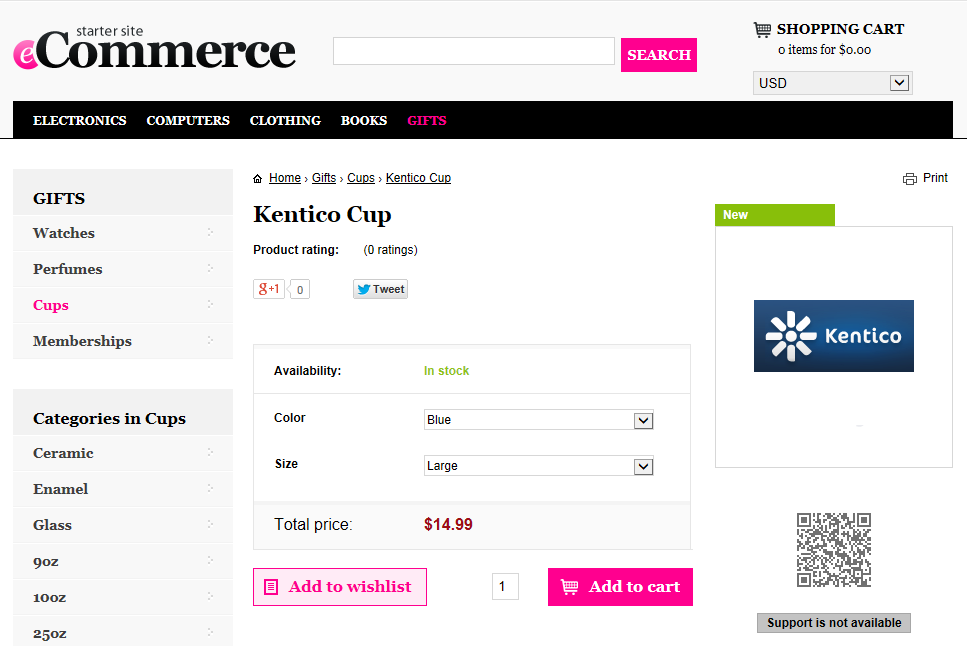 starter site
eCommerce
SEARCH
SHOPPING CART
0 items for $0.00
USD
ELECTRONICS COMPUTERS CLOTHING BOOKS GIFTS
GIFTS
Watches
Perfumes
Cups
Memberships
Categories in Cups
Ceramic
Enamel
Glass
9oz
10oz
25oz
Home › Gifts › Cups › Kentico Cup
Print
Kentico Cup
Product rating: (0 ratings)
g+1 0 Tweet
Availability: In stock
Color Blue
Size Large
Total price: $14.99
Add to wishlist 1 Add to cart
New
Kentico
Support is not available